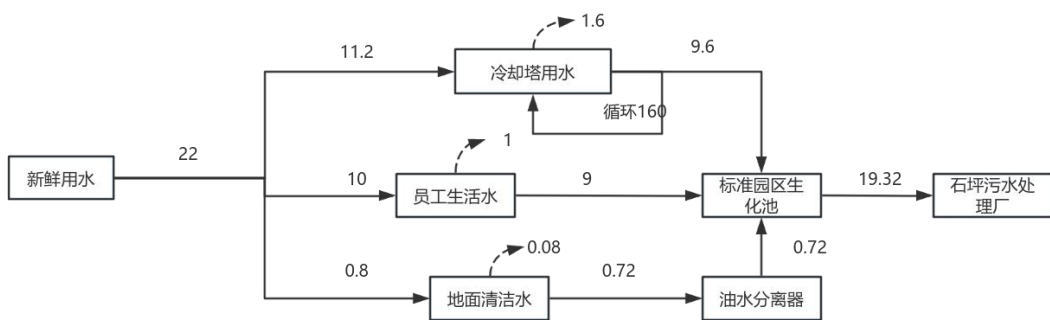 1.6
11.2
冷却塔用水
9.6
循环160
新鲜用水
22
1
10
员工生活水
9
标准园区生
化池
19.32
石坪污水处
理厂
0.08
0.8
地面清洁水
0.72
油水分离器
0.72